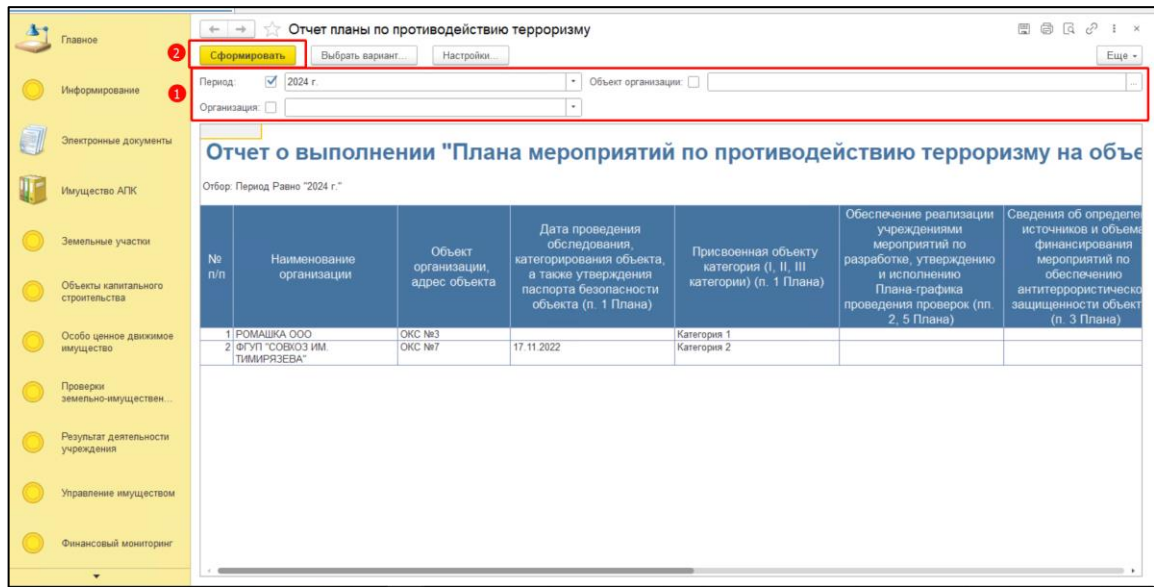 Главное
Информирование
Электронные документы
Имущество АПК
Земельные участки
Объекты капитального
строительства
Особо ценное движимое
имущество
Проверки
земельно-имуществен...
Результат деятельности
учреждения
Управление имуществом
Финансовый мониторинг
Отчет планы по противодействию терроризму
2
Сформировать
Выбрать вариант...
Настройки...
Еще
1
Период:
2024 г.
Объект организации:
...
Организация:
Отчет о выполнении "Плана мероприятий по противодействию терроризму на объе
Отбор: Период Равно "2024 г."
№
п/п
Наименование
организации
Объект
организации,
адрес объекта
Дата проведения
обследования,
категорирования объекта,
а также утверждения
паспорта безопасности
объекта (п. 1 Плана)
Присвоенная объекту
категория (I, II, III
категории) (п. 1 Плана)
Обеспечение реализации
учреждениями
мероприятий по
разработке, утверждению
и исполнению
Плана-графика
проведения проверок (пп.
2, 5 Плана)
Сведения об определе
источников и объема
финансирования
мероприятий по
обеспечению
антитеррористическо
защищенности объект
(п. 3 Плана)
1 РОМАШКА ООО ОКС №3 Категория 1
2 ФГУП "СОВХОЗ ИМ. ОКС №7 17.11.2022 Категория 2
ТИМИРЯЗЕВА"